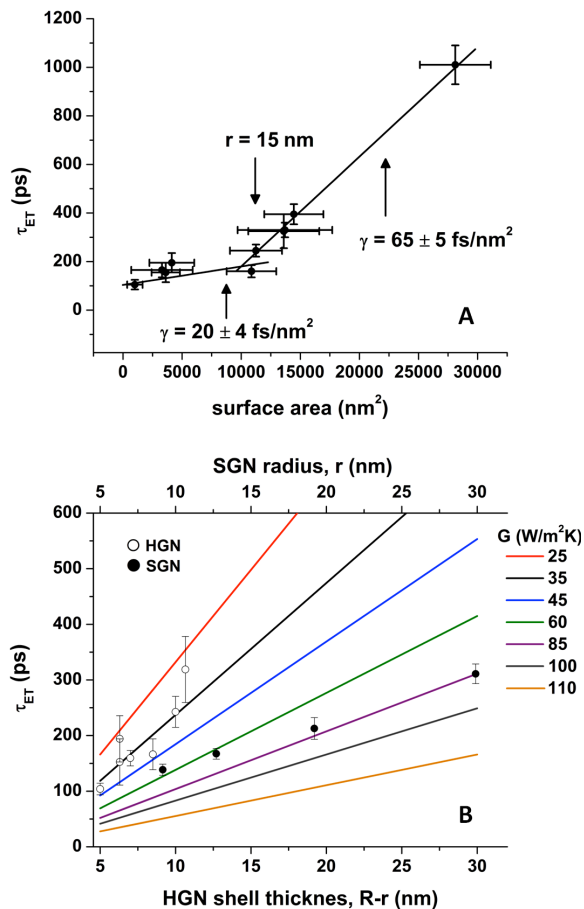 1200
1000
800
600
400
200
0
τET (ps)
r = 15 nm
γ = 65 ± 5 fs/nm²
γ = 20 ± 4 fs/nm²
A
0 5000 10000 15000 20000 25000 30000
surface area (nm²)
SGN radius, r (nm)
5 10 15 20 25 30
600
500
400
300
200
100
0
τET (ps)
HGN
SGN
G (W/m²K)
25
35
45
60
85
100
110
B
5 10 15 20 25 30
HGN shell thicknes, R-r (nm)